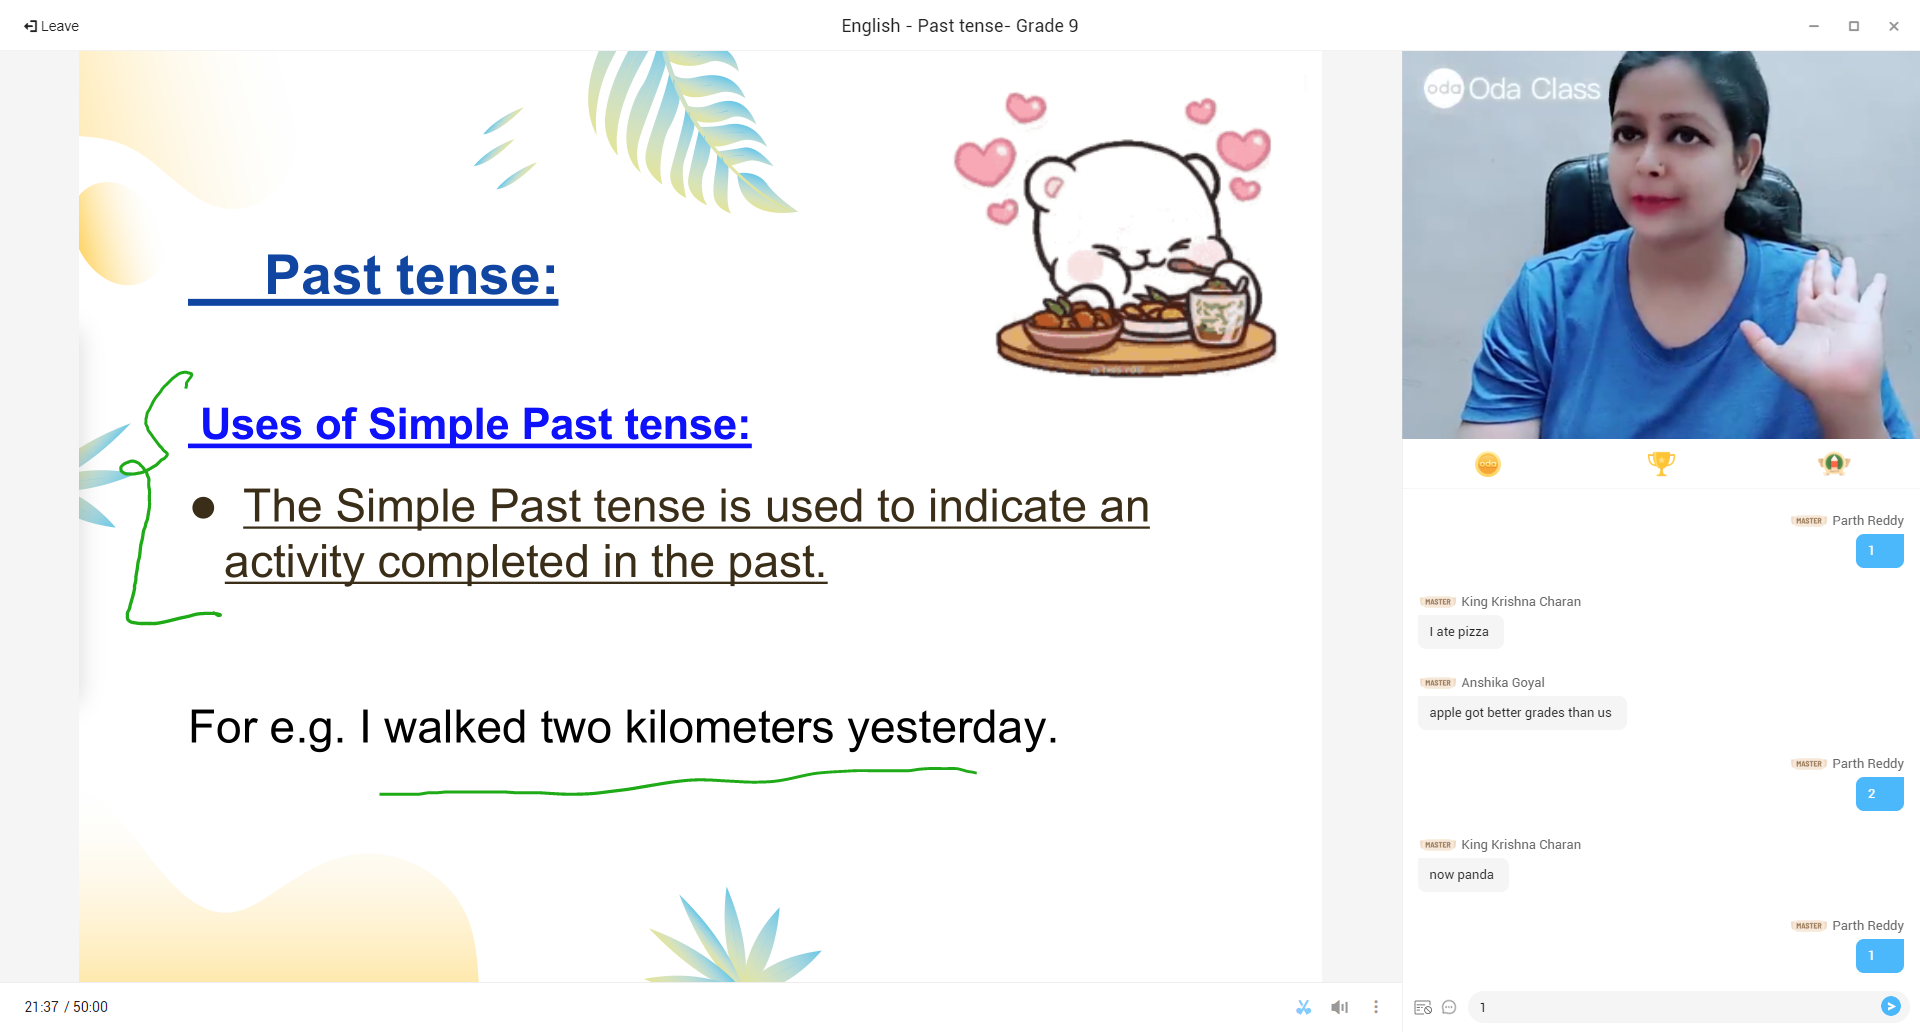 Leave
English - Past tense- Grade 9
Past tense:
Uses of Simple Past tense:
● The Simple Past tense is used to indicate an
activity completed in the past.
For e.g. I walked two kilometers yesterday.
21:37 / 50:00
oda Oda Class
oda
MASTER Parth Reddy
1
MASTER King Krishna Charan
I ate pizza
MASTER Anshika Goyal
apple got better grades than us
MASTER Parth Reddy
2
MASTER King Krishna Charan
now panda
MASTER Parth Reddy
1
1